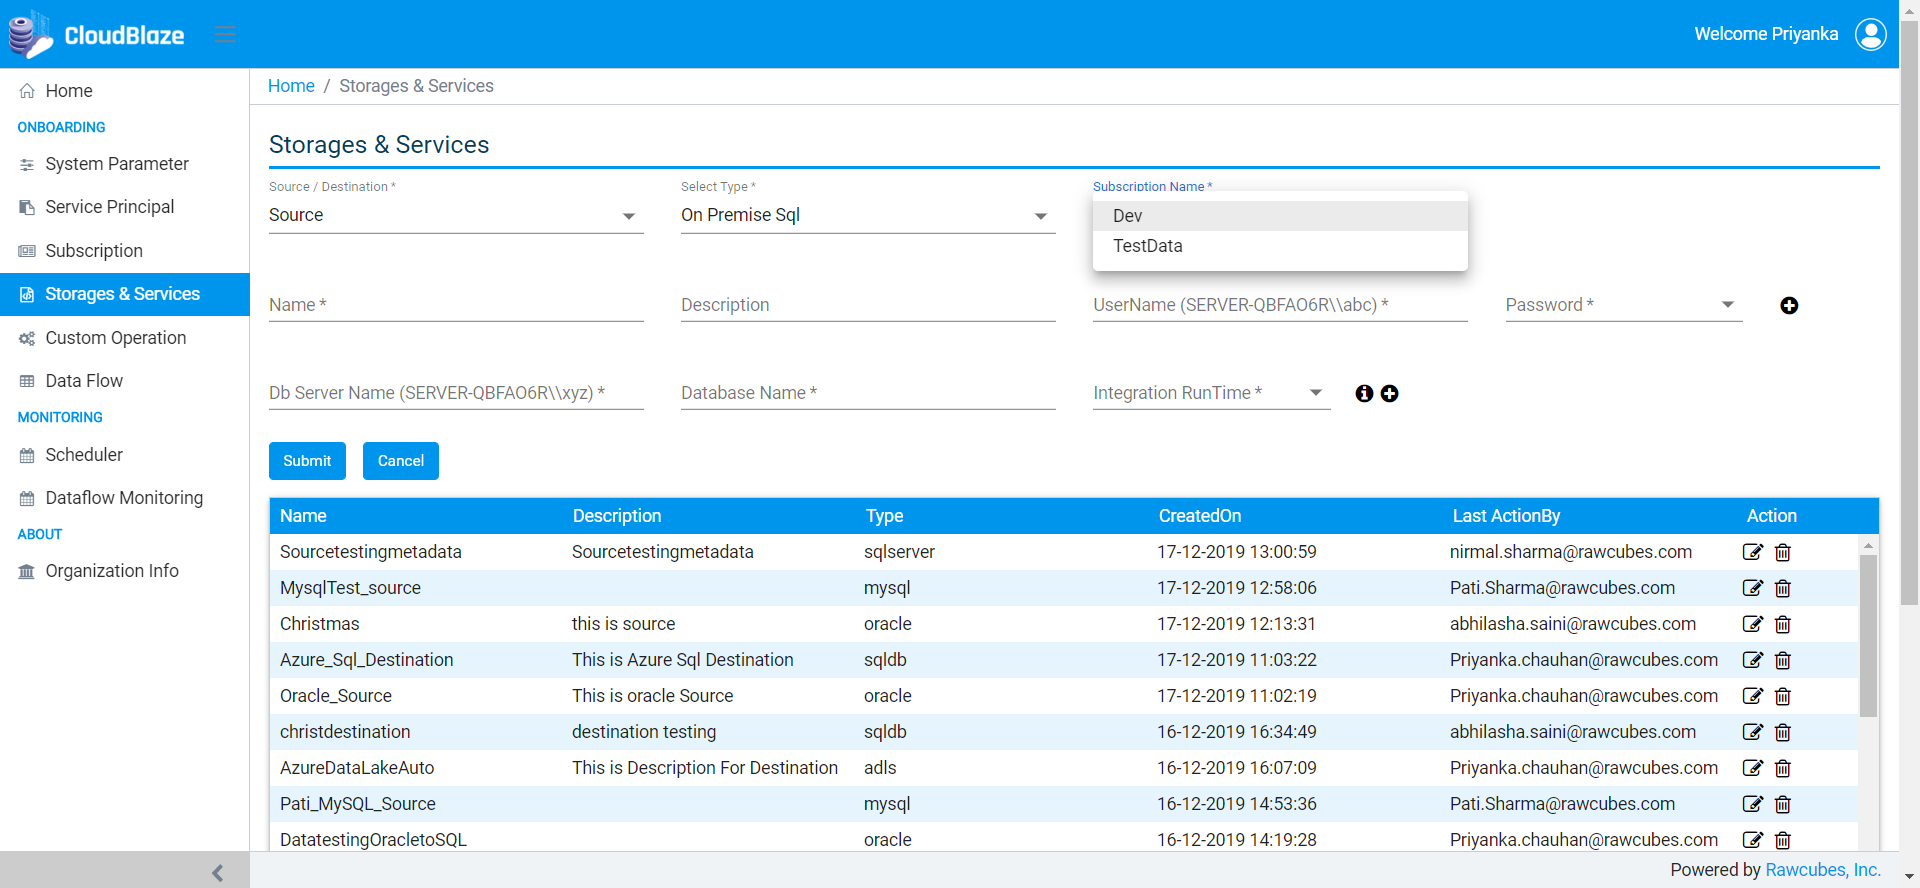 CloudBlaze
Welcome Priyanka
Home
ONBOARDING
System Parameter
Service Principal
Subscription
Storages & Services
Custom Operation
Data Flow
MONITORING
Scheduler
Dataflow Monitoring
ABOUT
Organization Info
Home / Storages & Services
Storages & Services
Source / Destination *
Source
Select Type *
On Premise Sql
Subscription Name *
Dev
TestData
Name *
Description
UserName (SERVER-QBFAO6R\\abc) *
Password *
Db Server Name (SERVER-QBFAO6R\\xyz) *
Database Name *
Integration RunTime *
Submit
Cancel
Name Description Type CreatedOn Last ActionBy Action
Sourcetestingmetadata Sourcetestingmetadata sqlserver 17-12-2019 13:00:59 nirmal.sharma@rawcubes.com
MysqlTest_source mysql 17-12-2019 12:58:06 Pati.Sharma@rawcubes.com
Christmas this is source oracle 17-12-2019 12:13:31 abhilasha.saini@rawcubes.com
Azure_Sql_Destination This is Azure Sql Destination sqldb 17-12-2019 11:03:22 Priyanka.chauhan@rawcubes.com
Oracle_Source This is oracle Source oracle 17-12-2019 11:02:19 Priyanka.chauhan@rawcubes.com
christdestination destination testing sqldb 16-12-2019 16:34:49 abhilasha.saini@rawcubes.com
AzureDataLakeAuto This is Description For Destination adls 16-12-2019 16:07:09 Priyanka.chauhan@rawcubes.com
Pati_MySQL_Source mysql 16-12-2019 14:53:36 Pati.Sharma@rawcubes.com
DatatestingOracletoSQL oracle 16-12-2019 14:19:28 Priyanka.chauhan@rawcubes.com
Powered by Rawcubes, Inc.